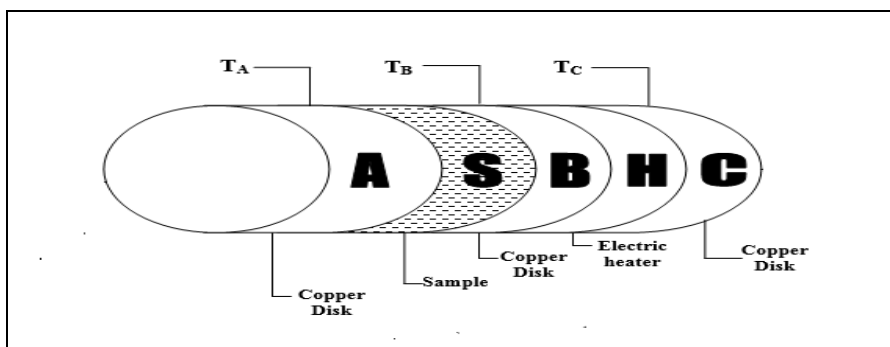 TA
TB
TC
A
S
B
H
C
Copper
Disk
Sample
Copper
Disk
Electric
heater
Copper
Disk